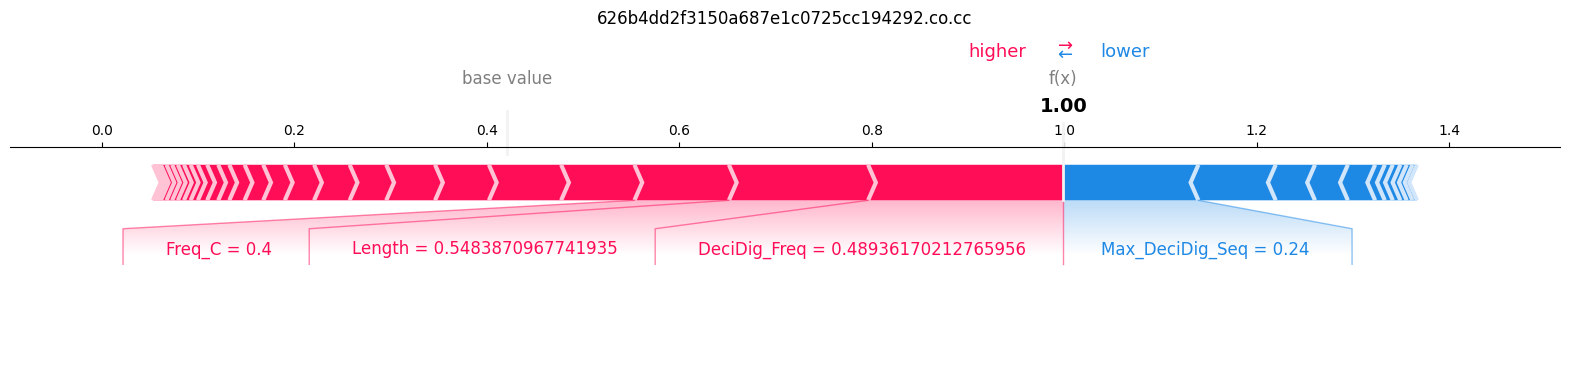 626b4dd2f3150a687e1c0725cc194292.co.cc
higher ⇄ lower
base value f(x)
1.00
0.0 0.2 0.4 0.6 0.8 1.0 1.2 1.4
Freq_C = 0.4 Length = 0.5483870967741935 DeciDig_Freq = 0.48936170212765956 Max_DeciDig_Seq = 0.24